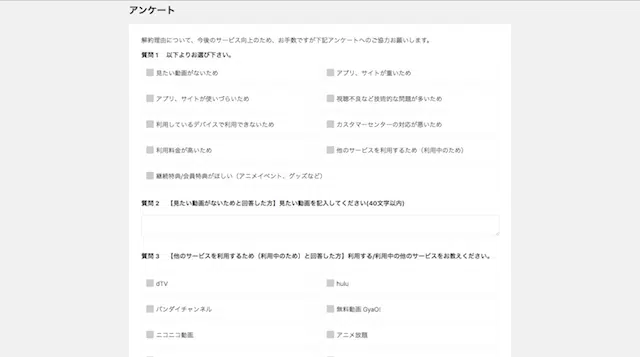 アンケート
解約理由について、今後のサービス向上のため、お手数ですが下記アンケートへのご協力お願いします。
質問 1 以下よりお選び下さい。
見たい動画がないため
アプリ、サイトが重いため
アプリ、サイトが使いづらいため
視聴不良など技術的な問題が多いため
利用しているデバイスで利用できないため
カスタマーセンターの対応が悪いため
利用料金が高いため
他のサービスを利用するため（利用中のため）
継続特典/会員特典がほしい（アニメイベント、グッズなど）
質問 2 【見たい動画がないためと回答した方】見たい動画を記入してください(40文字以内)
質問 3 【他のサービスを利用するため（利用中のため）と回答した方】利用する/利用中の他のサービスをお教えください。
dTV
hulu
バンダイチャンネル
無料動画 GyaO!
ニコニコ動画
アニメ放題